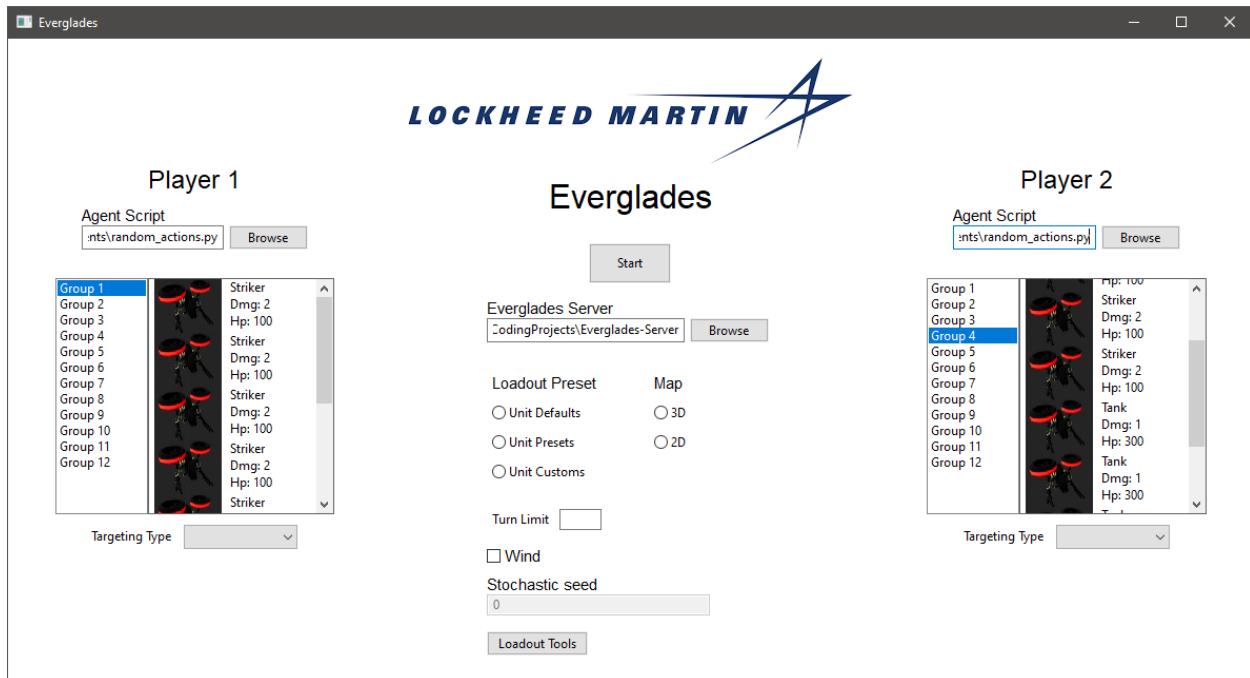 Everglades
LOCKHEED MARTIN
Player 1
Agent Script
nts\random_actions.py
Browse
Group 1
Group 2
Group 3
Group 4
Group 5
Group 6
Group 7
Group 8
Group 9
Group 10
Group 11
Group 12
Striker
Dmg: 2
Hp: 100
Striker
Dmg: 2
Hp: 100
Striker
Dmg: 2
Hp: 100
Striker
Dmg: 2
Hp: 100
Striker
Targeting Type
Everglades
Start
Everglades Server
CodingProjects\Everglades-Server
Browse
Loadout Preset
Unit Defaults
Unit Presets
Unit Customs
Map
3D
2D
Turn Limit
Wind
Stochastic seed
0
Loadout Tools
Player 2
Agent Script
nts\random_actions.py
Browse
Group 1
Group 2
Group 3
Group 4
Group 5
Group 6
Group 7
Group 8
Group 9
Group 10
Group 11
Group 12
Hp: 100
Striker
Dmg: 2
Hp: 100
Striker
Dmg: 2
Hp: 100
Tank
Dmg: 1
Hp: 300
Tank
Dmg: 1
Hp: 300
Targeting Type